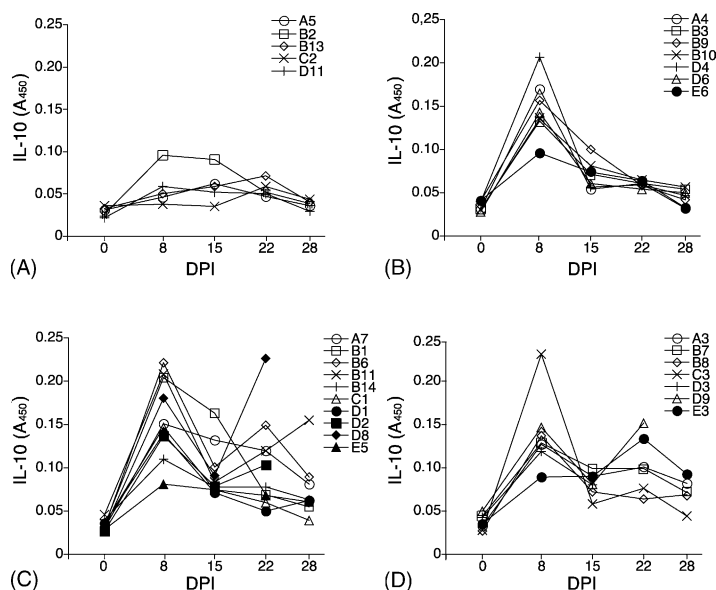 0.25
0.20
0.15
0.10
0.05
0
IL-10 (A450)
0 8 15 22 28
DPI
(A)
A5
B2
B13
C2
D11
0,25
0.20
0.15
0.10
0.05
0
IL-10 (A450)
0 8 15 22 28
DPI
(B)
A4
B3
B9
B10
D4
D6
E6
0.25
0.20
0.15
0.10
0.05
0
IL-10 (A450)
0 8 15 22 28
DPI
(C)
A7
B1
B6
B11
B14
C1
D1
D2
D8
E5
0.25
0.20
0.15
0.10
0.05
0
IL-10 (A450)
0 8 15 22 28
DPI
(D)
A3
B7
B8
C3
D3
D9
E3